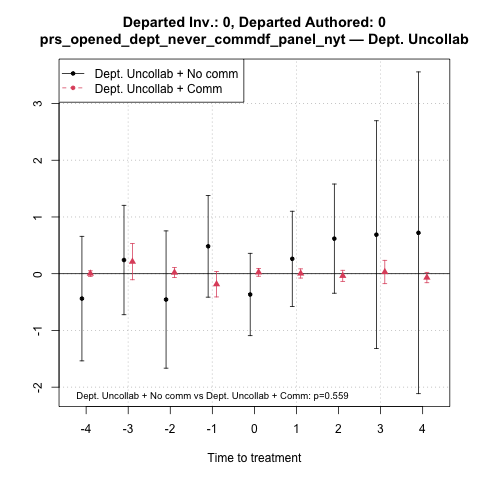 Departed Inv.: 0, Departed Authored: 0
prs_opened_dept_never_commdf_panel_nyt — Dept. Uncollab
Dept. Uncollab + No comm
Dept. Uncollab + Comm
3
2
1
0
-1
-2
Dept. Uncollab + No comm vs Dept. Uncollab + Comm: p=0.559
-4 -3 -2 -1 0 1 2 3 4
Time to treatment